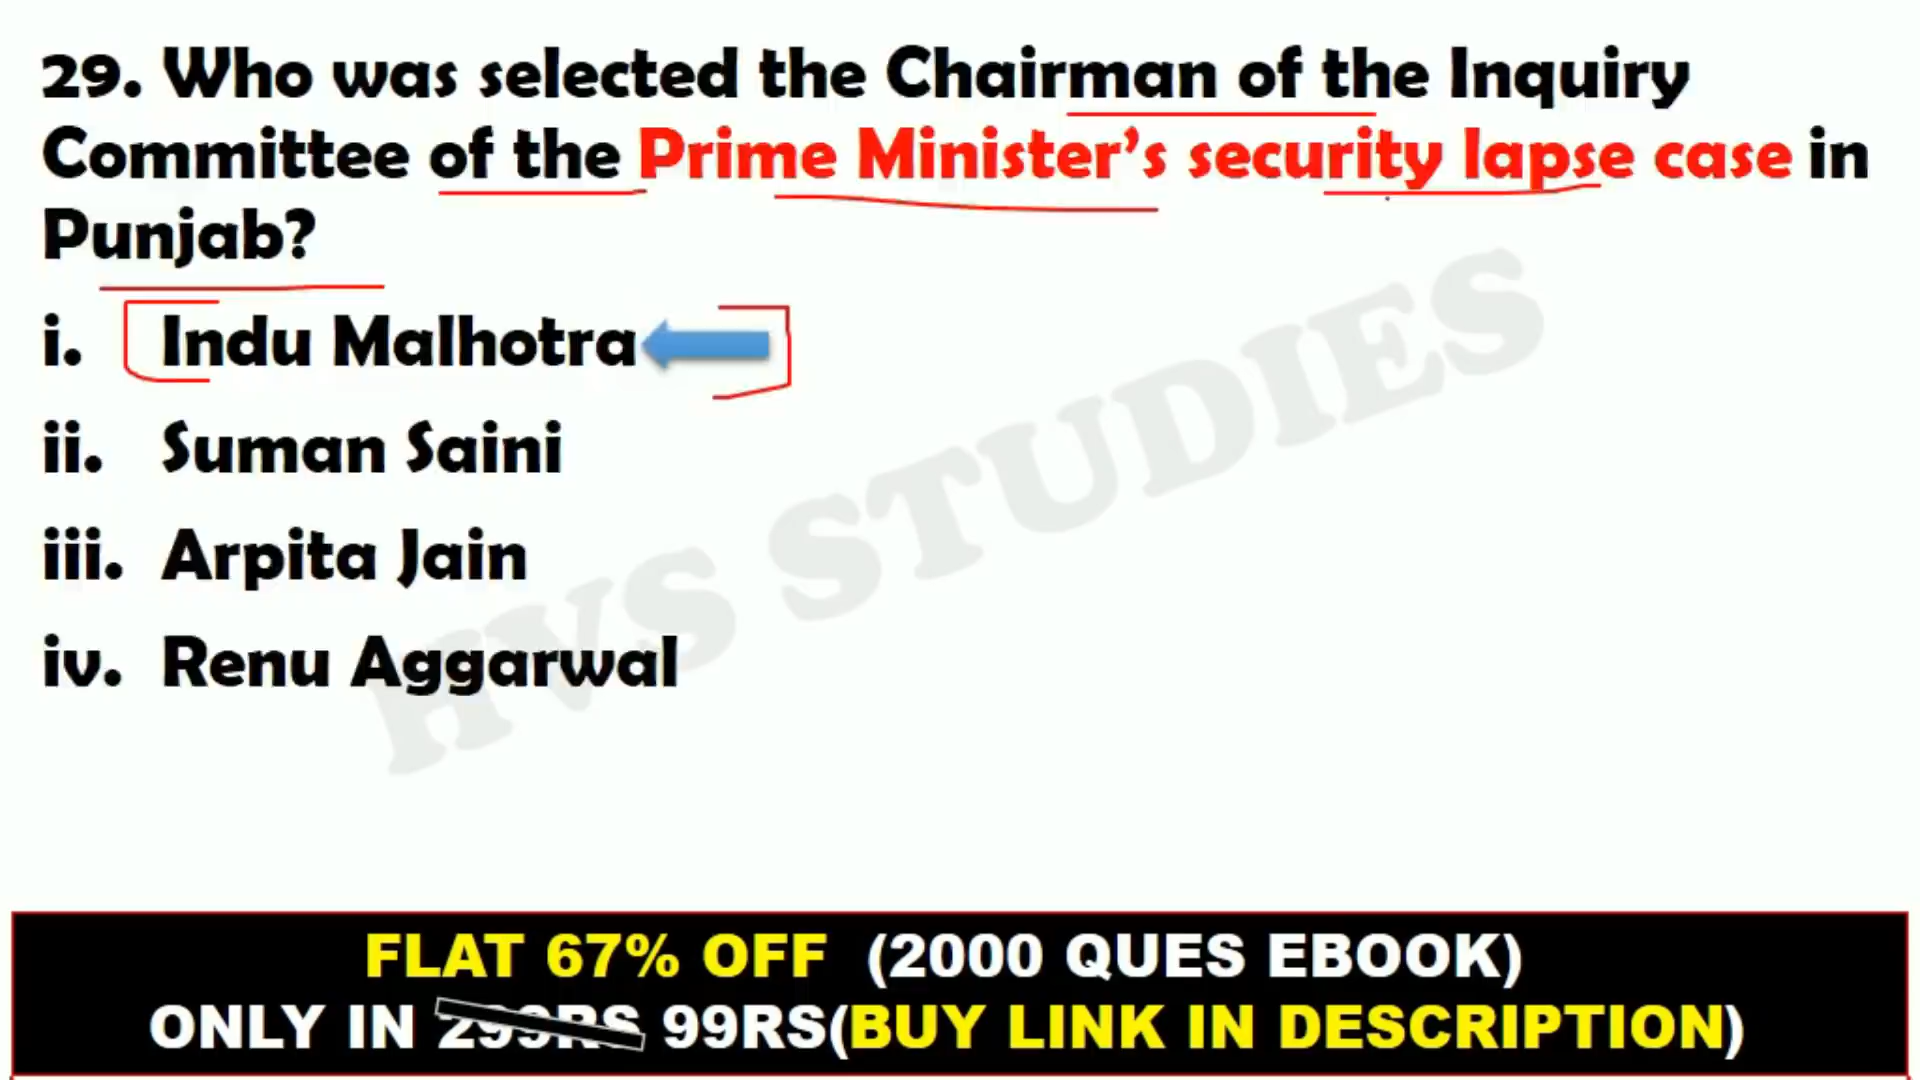 29. Who was selected the Chairman of the Inquiry
Committee of the Prime Minister’s security lapse case in
Punjab?
i. Indu Malhotra
ii. Suman Saini
iii. Arpita Jain
iv. Renu Aggarwal
HVS STUDIES
FLAT 67% OFF (2000 QUES EBOOK)
ONLY IN 299RS 99RS(BUY LINK IN DESCRIPTION)